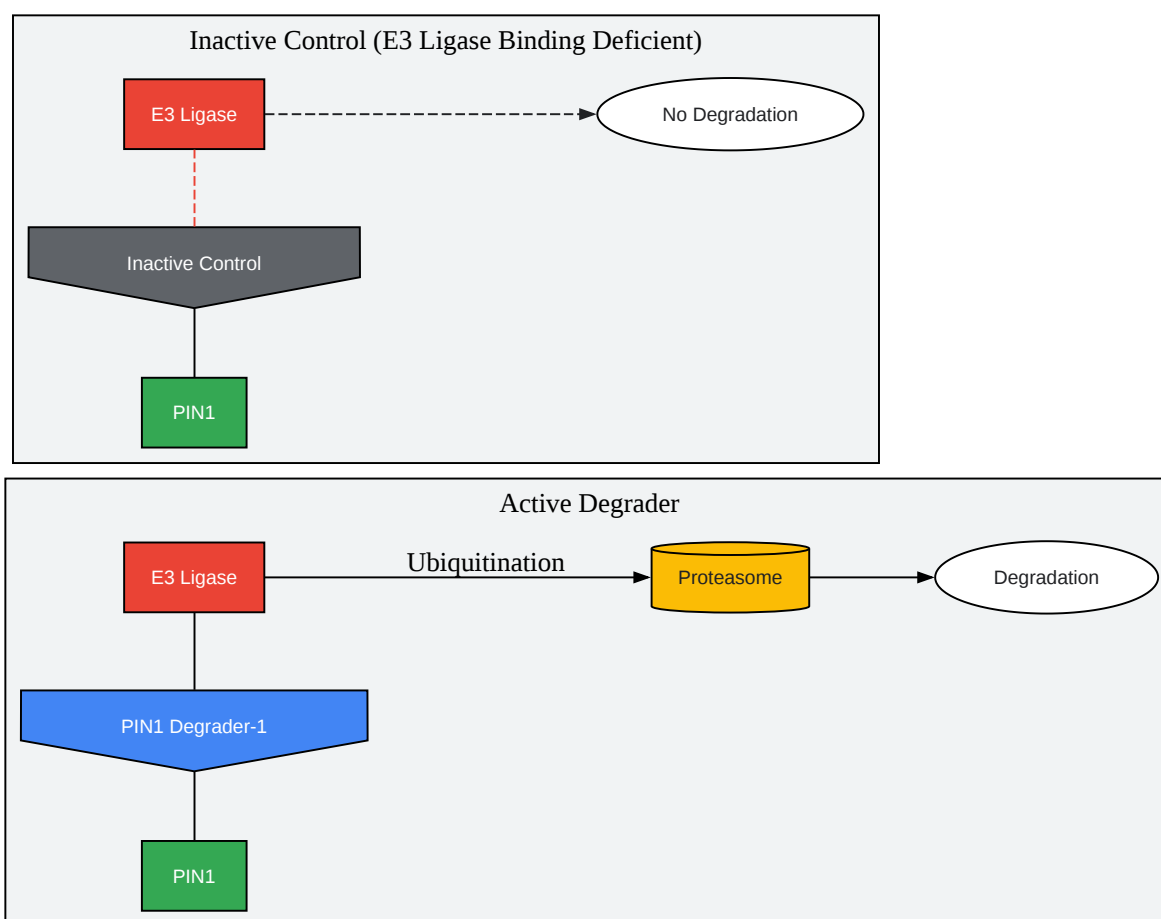 Inactive Control (E3 Ligase Binding Deficient)
E3 Ligase
No Degradation
Inactive Control
PIN1
Active Degrader
E3 Ligase
Ubiquitination
Proteasome
Degradation
PIN1 Degrader-1
PIN1